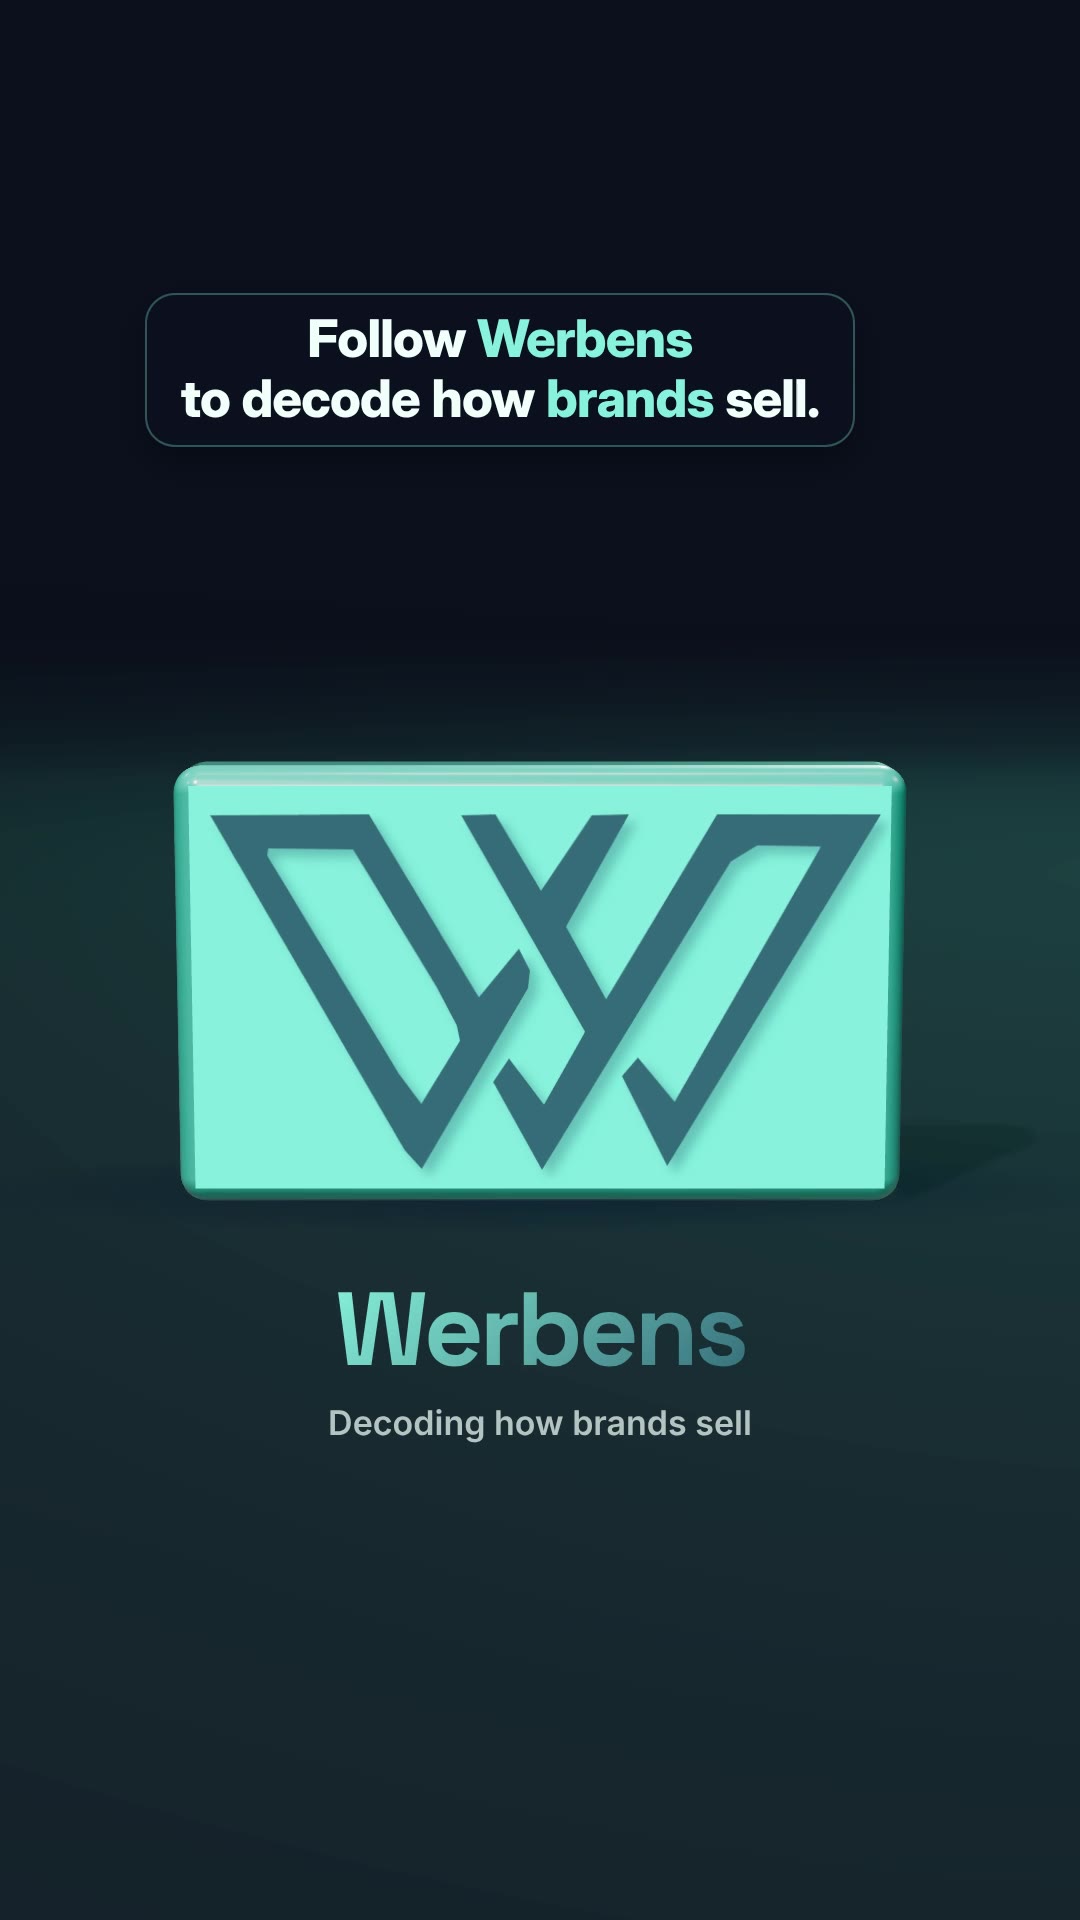 Follow Werbens
to decode how brands sell.
W
Werbens
Decoding how brands sell